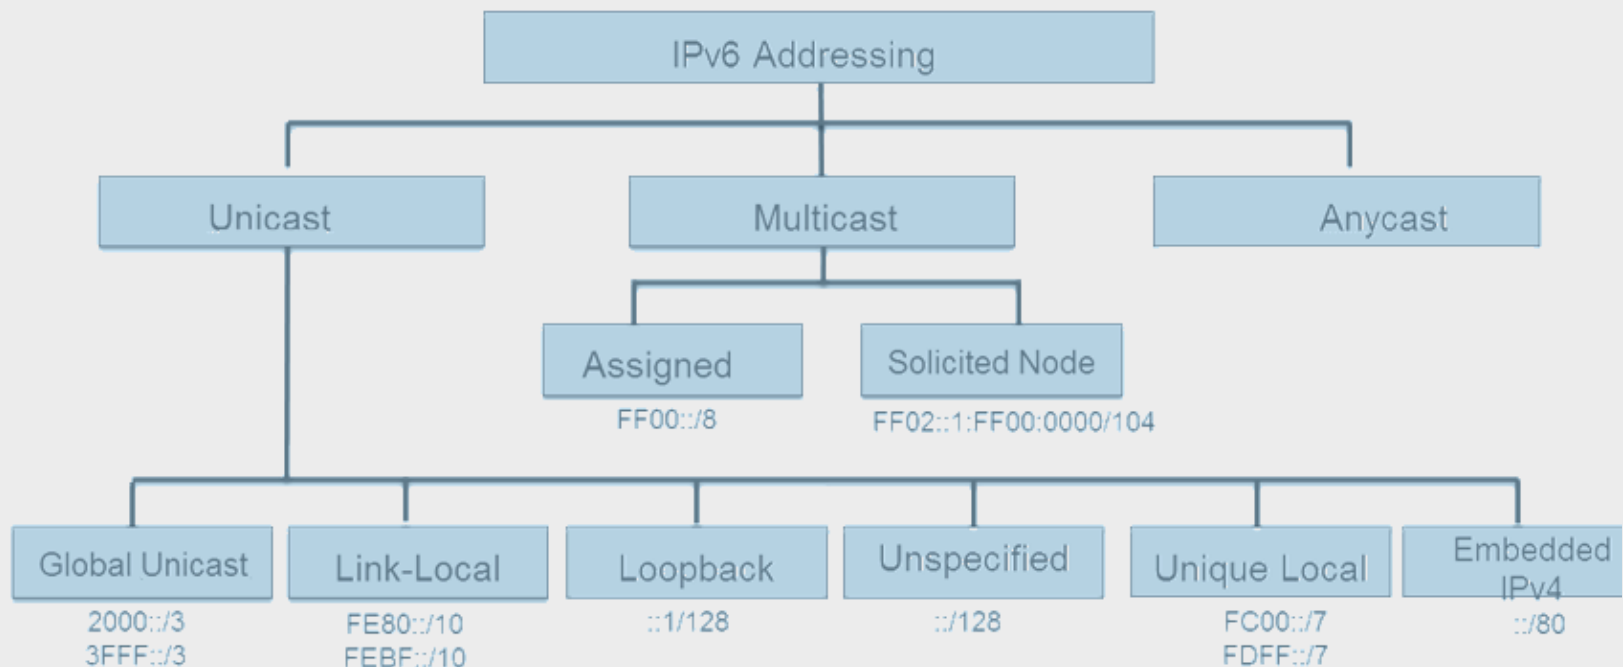 IPv6 Addressing
Unicast
Multicast
Anycast
Assigned
Solicited Node
FF00::/8
FF02::1:FF00:0000/104
Global Unicast
Link-Local
Loopback
Unspecified
Unique Local
Embedded
IPv4
2000::/3
3FFF::/3
FE80::/10
FEBF::/10
::1/128
::/128
FC00::/7
FDFF::/7
::/80